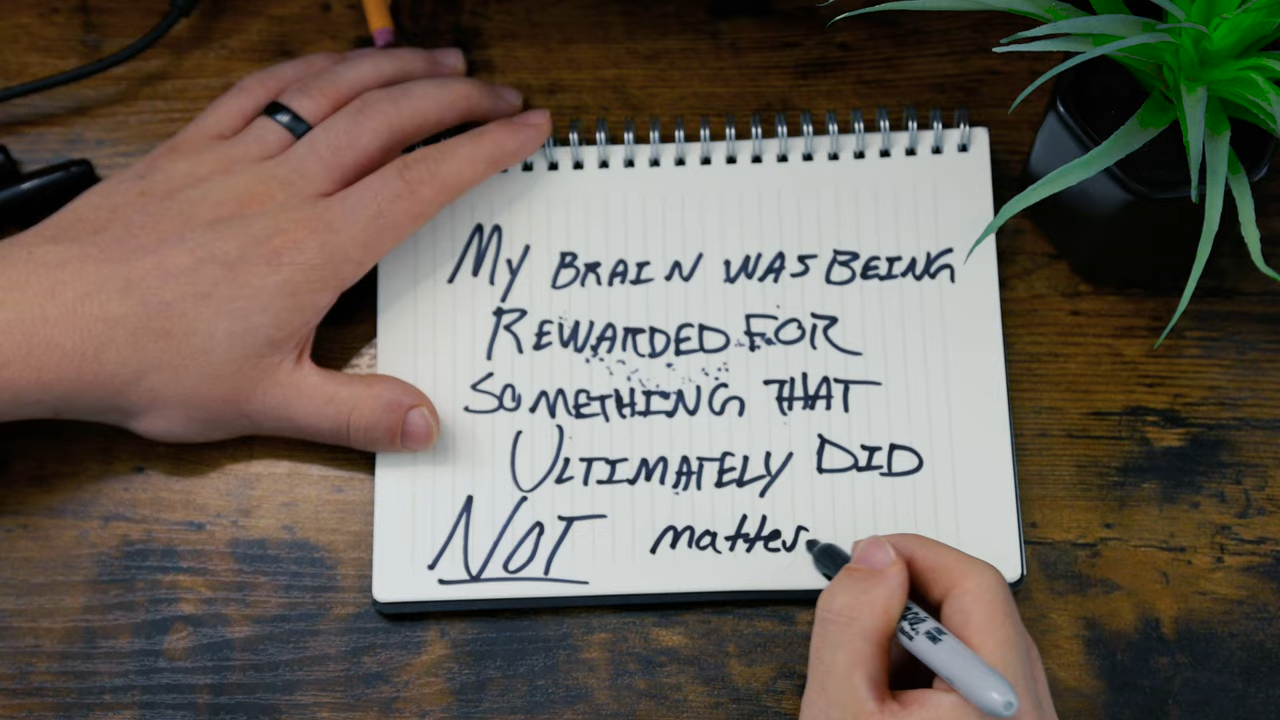 My BRAIN WAS BEING
REWARDED FOR
SOMETHING THAT
ULTIMATELY DID
NOT matter